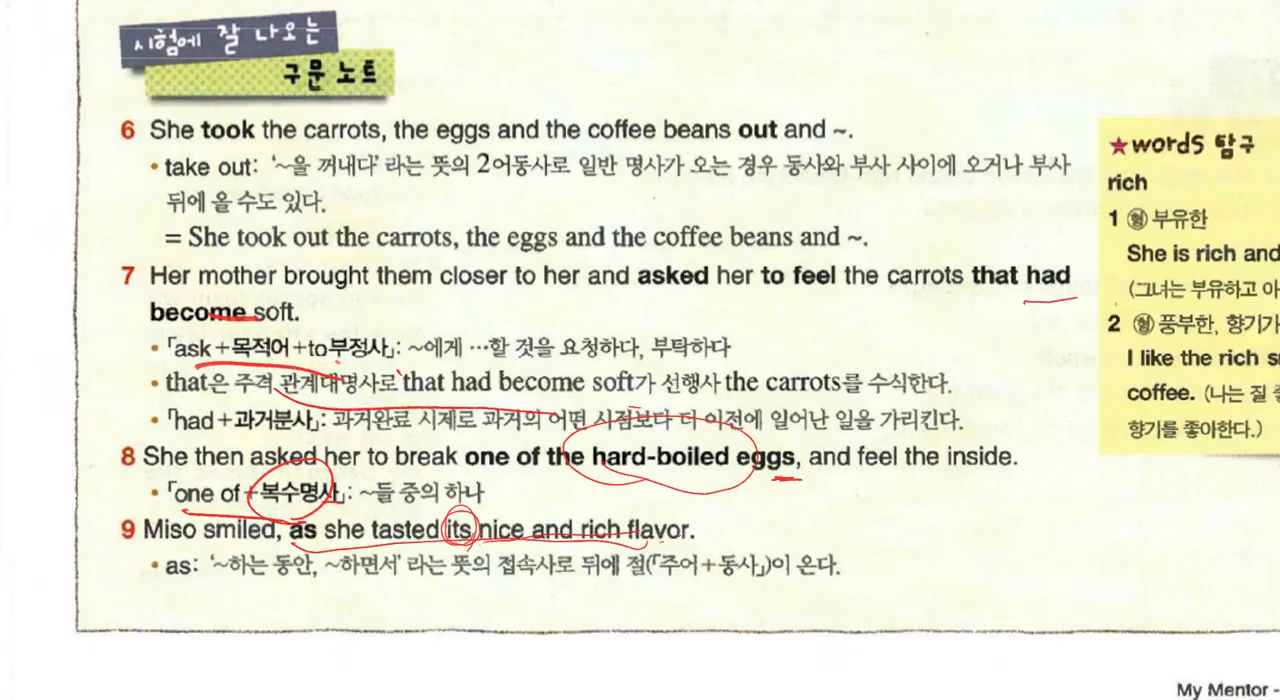 시험에 잘 나오는
구문 노트
6 She took the carrots, the eggs and the coffee beans out and ~.
• take out: ‘~을 꺼내다’ 라는 뜻의 2어동사로 일반 명사가 오는 경우 동사와 부사 사이에 오거나 부사
뒤에 올 수도 있다.
= She took out the carrots, the eggs and the coffee beans and ~.
7 Her mother brought them closer to her and asked her to feel the carrots that had
become soft.
• 「ask+목적어+to부정사」: ~에게 …할 것을 요청하다, 부탁하다
• that은 주격 관계대명사로 that had become soft가 선행사 the carrots를 수식한다.
• 「had+과거분사」: 과거완료 시제로 과거의 어떤 시점보다 더 이전에 일어난 일을 가리킨다.
8 She then asked her to break one of the hard-boiled eggs, and feel the inside.
• 「one of+복수명사」: ~들 중의 하나
9 Miso smiled, as she tasted its nice and rich flavor.
• as: ‘~하는 동안, ~하면서’ 라는 뜻의 접속사로 뒤에 절(「주어+동사」)이 온다.
★words 탐구
rich
1 형 부유한
She is rich and
(그녀는 부유하고 아
2 형 풍부한, 향기가
I like the rich s
coffee. (나는 질 좋
향기를 좋아한다.)
My Mentor -